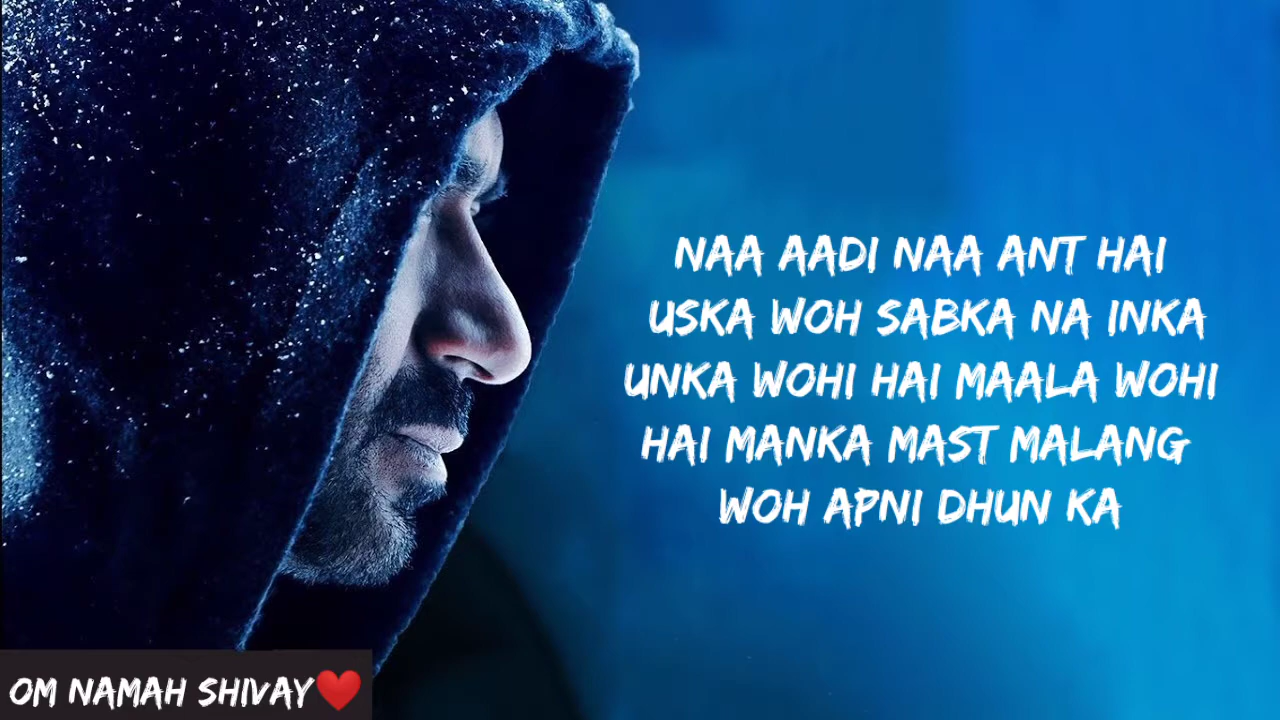 NAA AADI NAA ANT HAI
USKA WOH SABKA NA INKA
UNKA WOHI HAI MAALA WOHI
HAI MANKA MAST MALANG
WOH APNI DHUN KA
OM NAMAH SHIVAY❤️